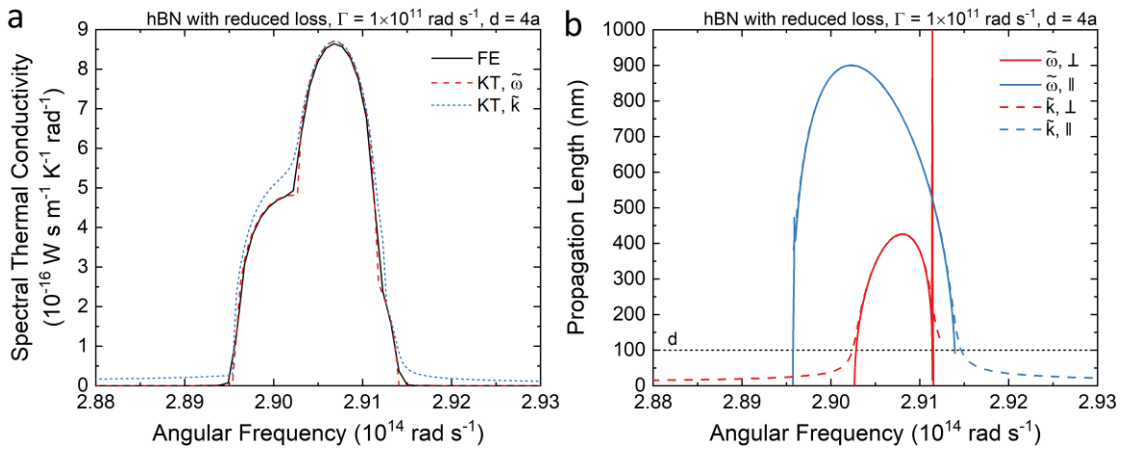 a
hBN with reduced loss, Γ = 1×10¹¹ rad s⁻¹, d = 4a
9
8
7
6
5
4
3
2
1
0
2.88
2.90
2.91
2.92
2.93
Spectral Thermal Conductivity
(10⁻¹⁶ W s m⁻¹ K⁻¹ rad⁻¹)
Angular Frequency (10¹⁴ rad s⁻¹)
FE
KT, ω̃
KT, k̃
b
hBN with reduced loss, Γ = 1×10¹¹ rad s⁻¹, d = 4a
1000
900
800
700
600
500
400
300
200
100
0
2.88
2.89
2.90
2.91
2.92
2.93
Propagation Length (nm)
Angular Frequency (10¹⁴ rad s⁻¹)
ω̃, ⊥
ω̃, ∥
k̃, ⊥
k̃, ∥
d